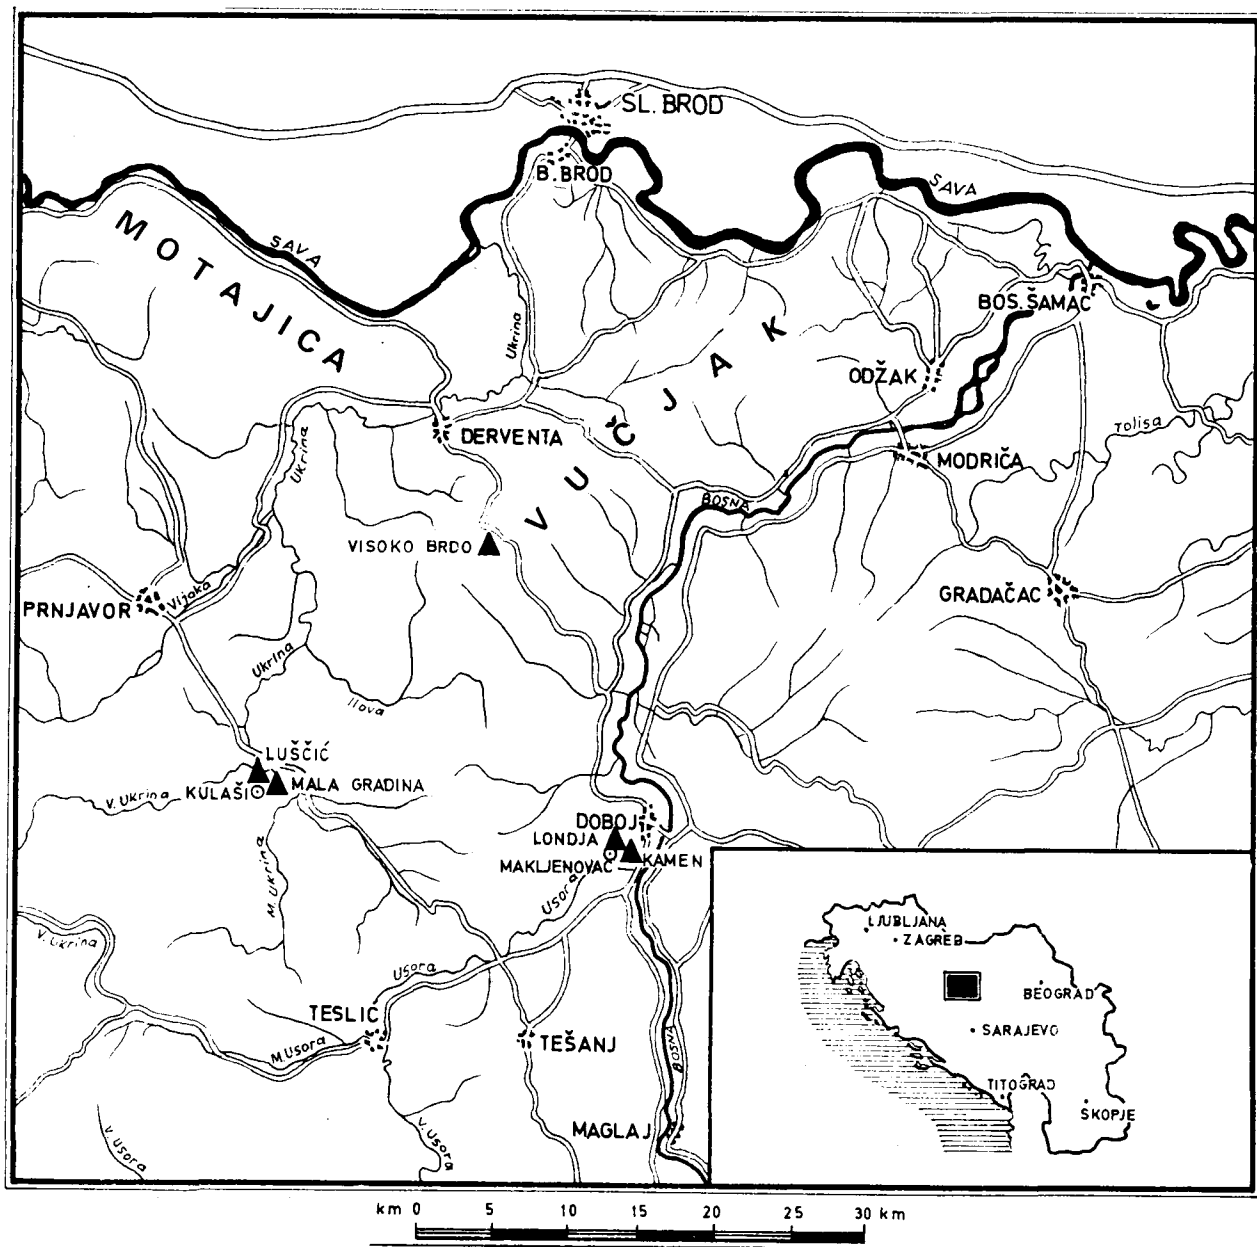 SL. BROD
B. BROD
SAVA
MOTAJICA
SAVA
BOS. ŠAMAC
Ukrina
VUČJAK
ODŽAK
Tolisa
DERVENTA
MODRIČA
Ukrina
BOSNA
VISOKO BRDO
PRNJAVOR
Vijaka
GRADAČAC
Ukrina
Ilova
LUŠČIĆ
V. Ukrina
KULAŠI
MALA GRADINA
DOBOJ
LONDJA
MAKLJENOVAC
KAMEN
M. Ukrina
Usora
V. Ukrina
Usora
TESLIĆ
M. Usora
TEŠANJ
BOSNA
MAGLAJ
V. Usora
V. Usora
LJUBLJANA
ZAGREB
BEOGRAD
SARAJEVO
TITOGRAD
SKOPJE
km 0 5 10 15 20 25 30 km